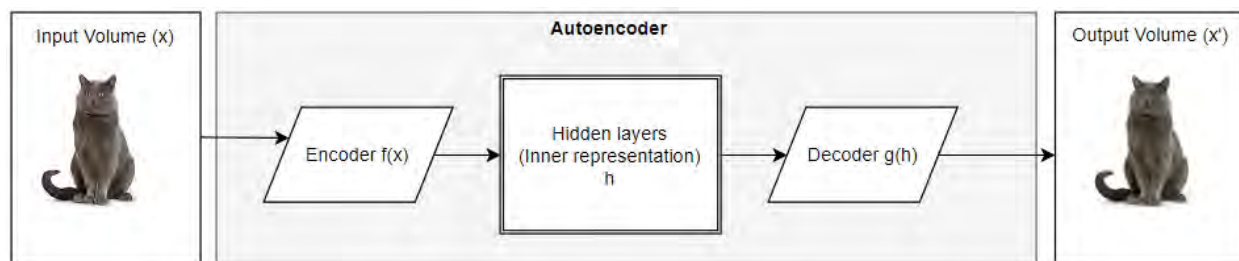 Input Volume (x)
Autoencoder
Output Volume (x')
Encoder f(x)
Hidden layers
(Inner representation)
h
Decoder g(h)